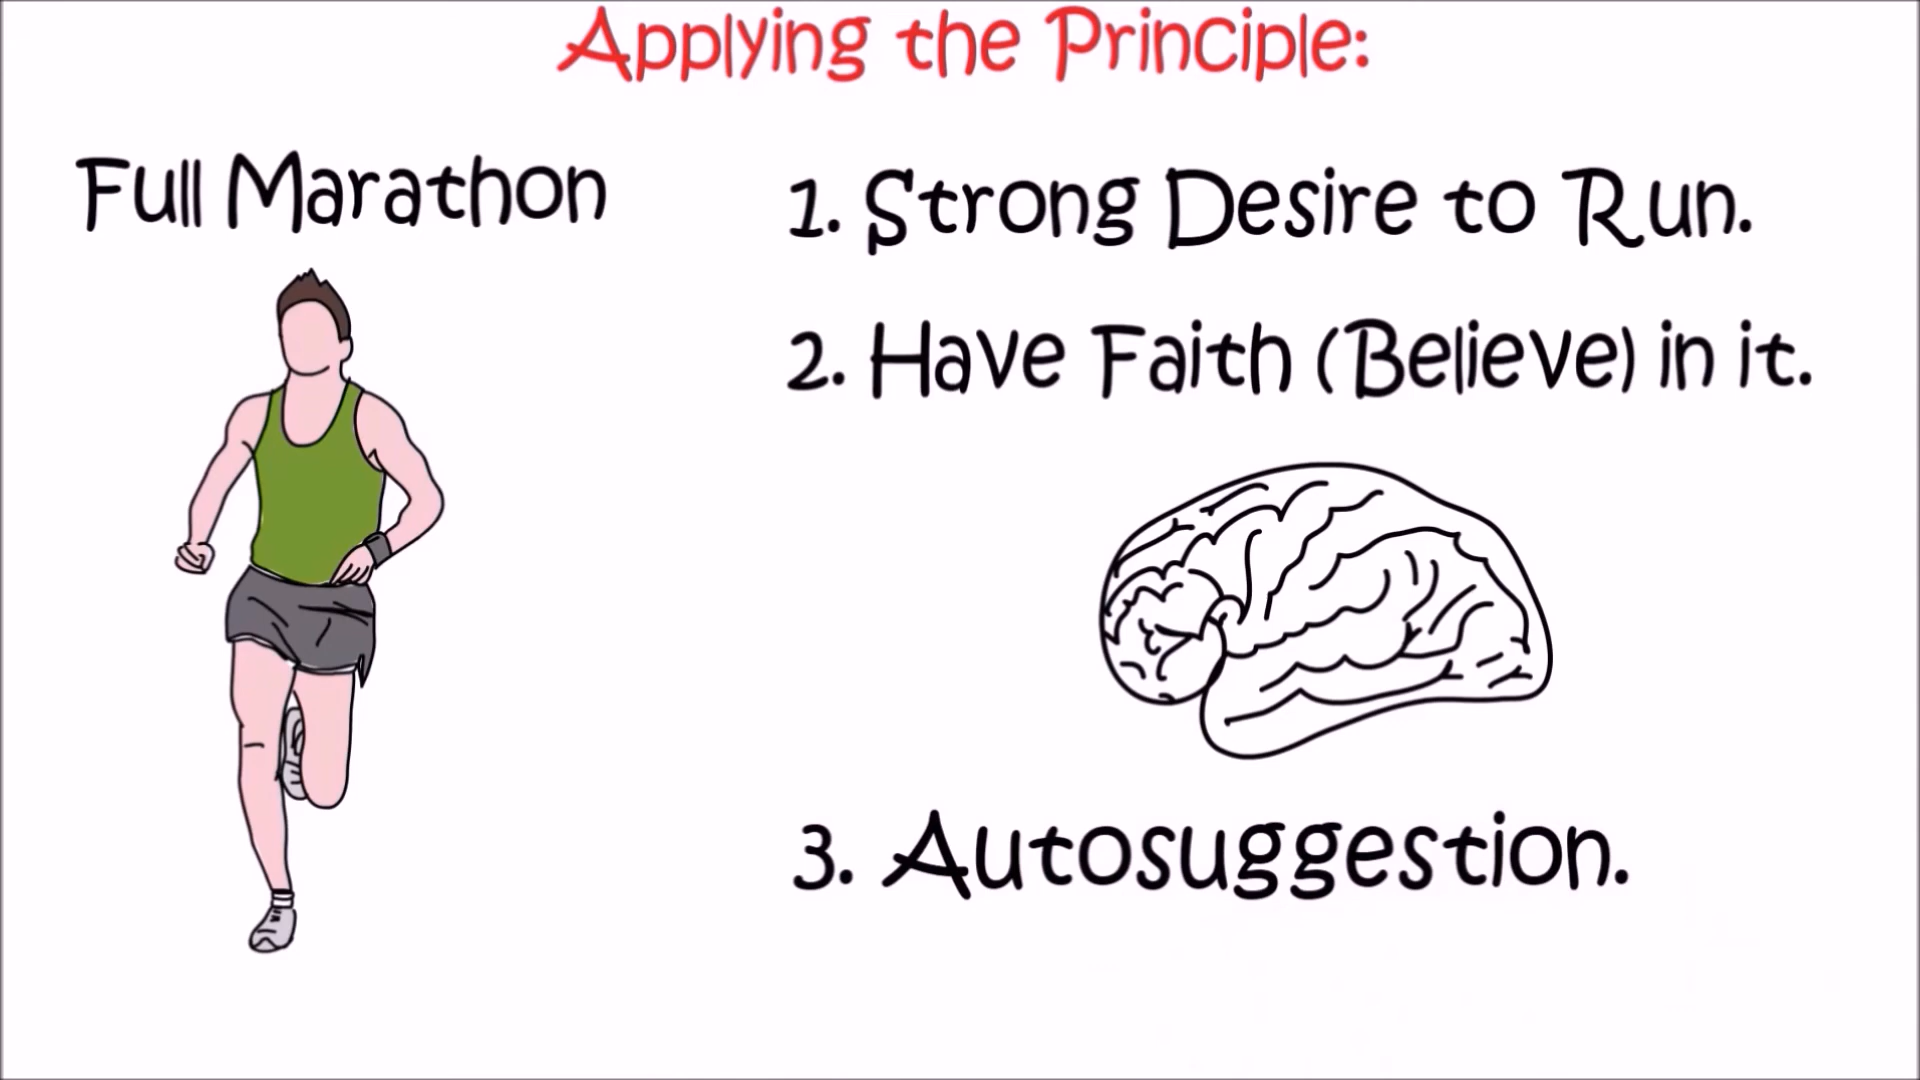 Applying the Principle:
Full Marathon
1. Strong Desire to Run.
2. Have Faith (Believe) in it.
3. Autosuggestion.